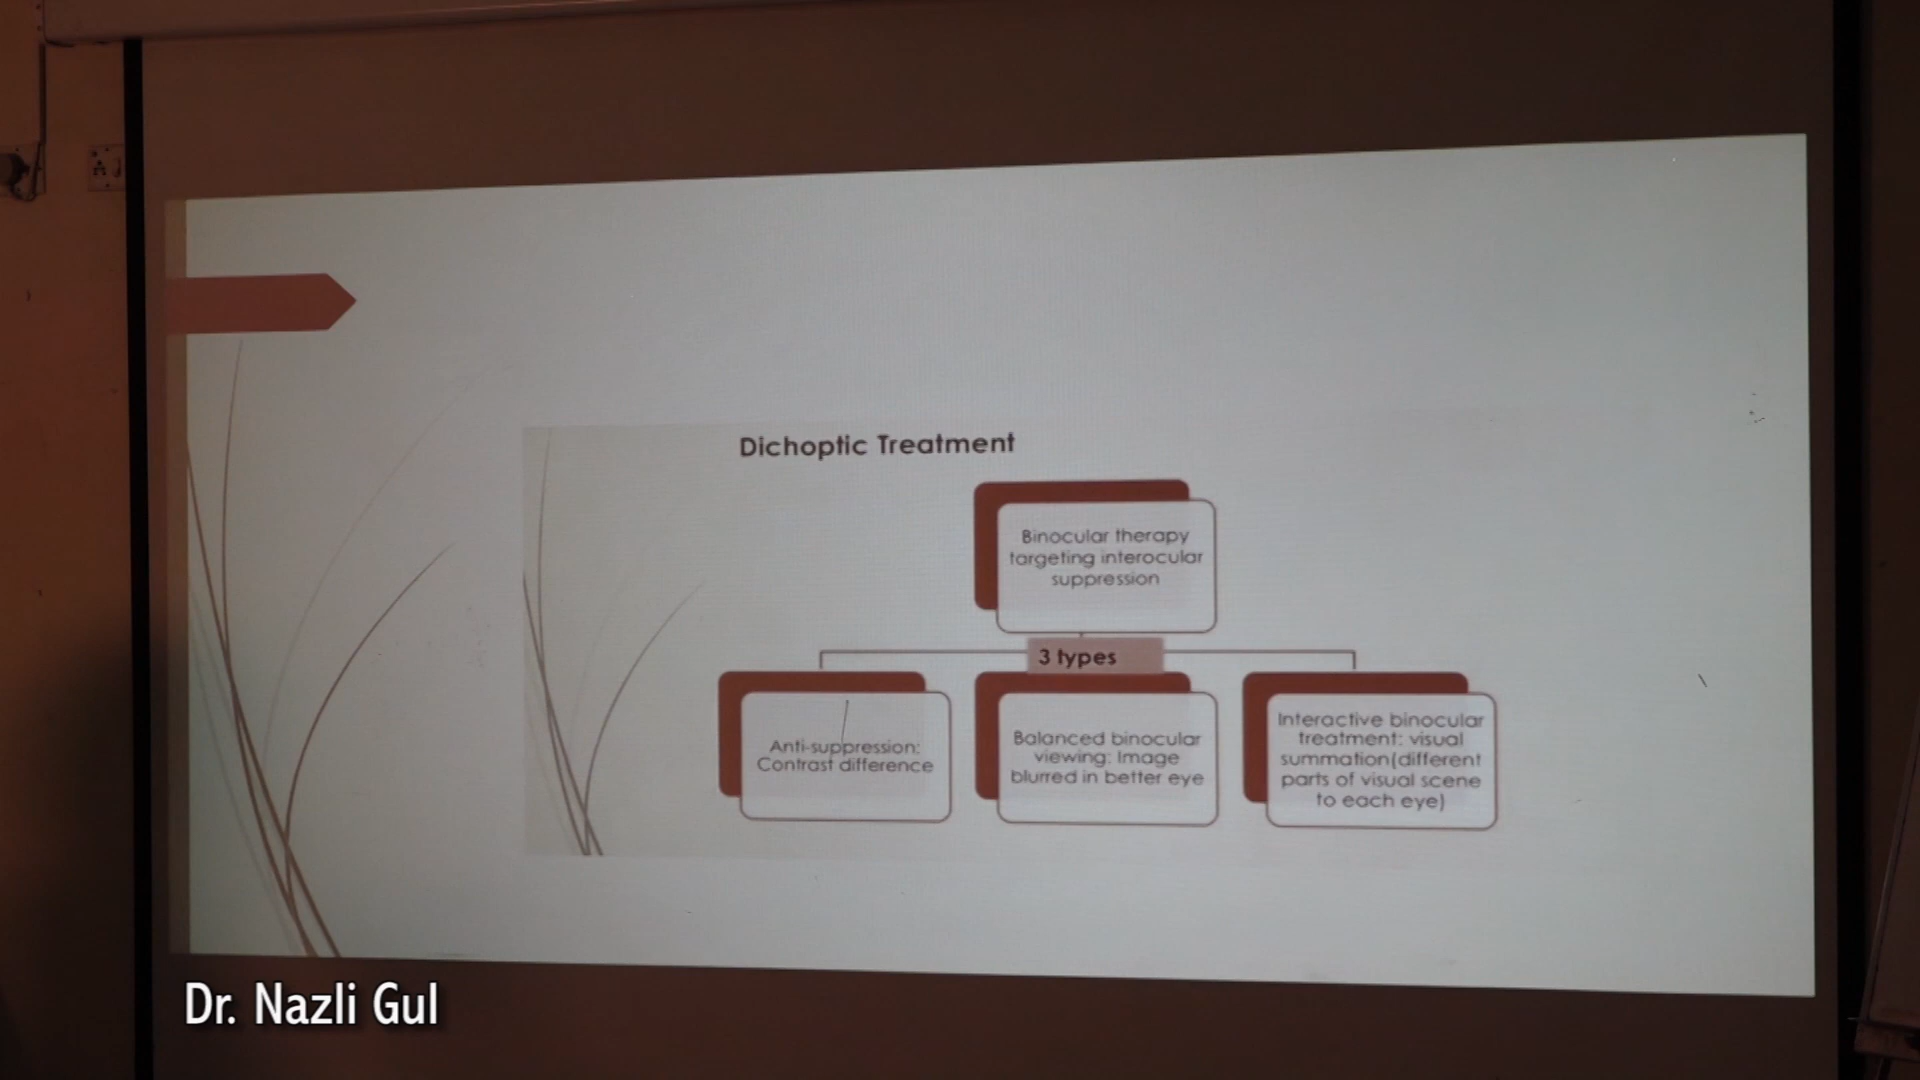 Dichoptic Treatment
Binocular therapy
targeting interocular
suppression
3 types
Anti-suppression:
Contrast difference
Balanced binocular
viewing: Image
blurred in better eye
Interactive binocular
treatment: visual
summation(different
parts of visual scene
to each eye)
Dr. Nazli Gul